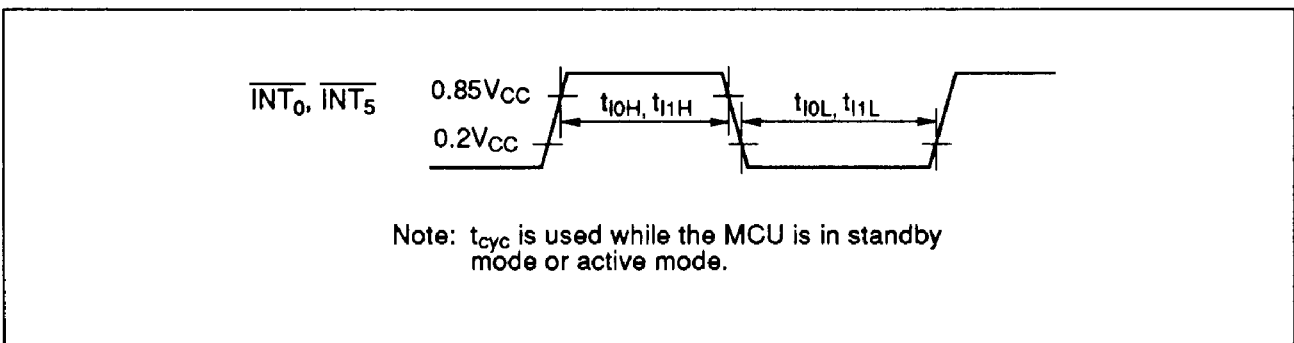 INT0, INT5
0.85VCC
tI0H, tI1H
tI0L, tI1L
0.2VCC
Note: tcyc is used while the MCU is in standby
mode or active mode.